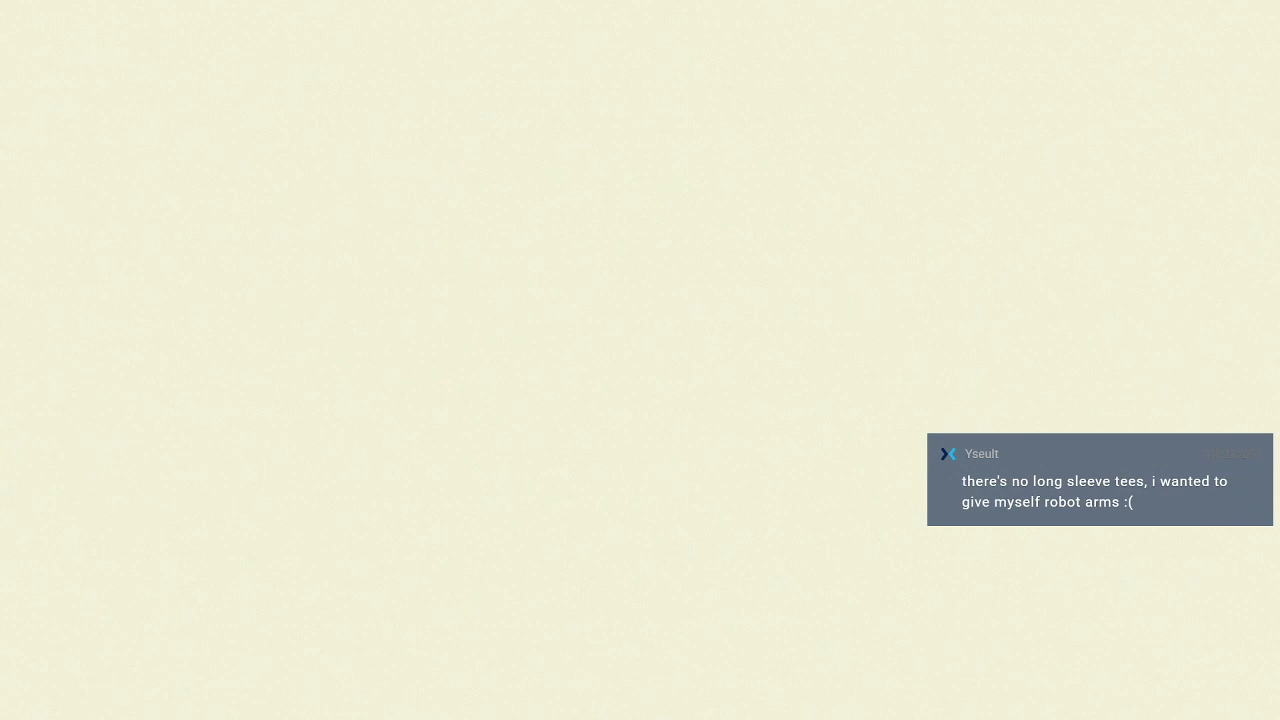 Yseult
there's no long sleeve tees, i wanted to
give myself robot arms :(